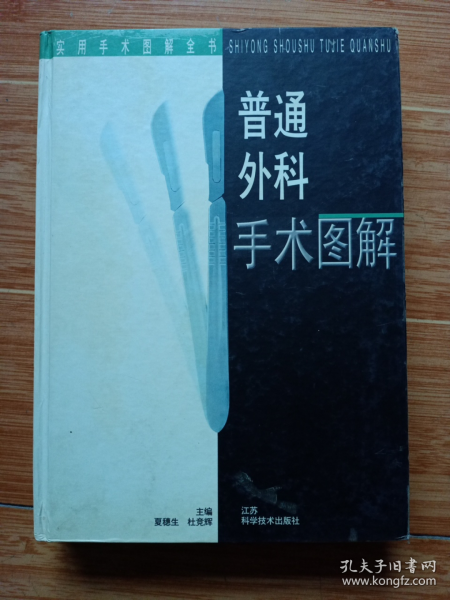 实用手术图解全书 SHIYONG SHOUSHU TUJIE QUANSHU
普通
外科
手术图解
主编
夏穗生 杜竞辉
江苏
科学技术出版社
孔夫子旧书网
www.kongfz.com